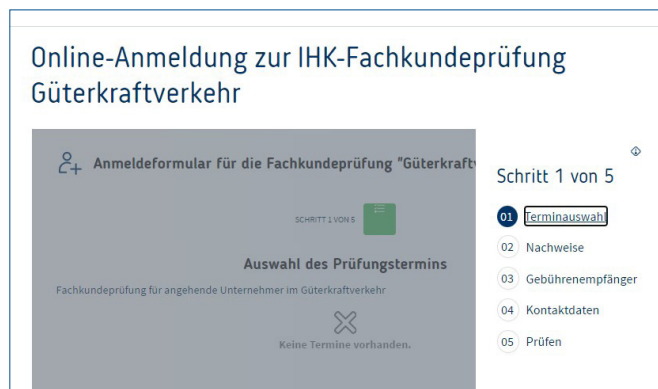 Online-Anmeldung zur IHK-Fachkundeprüfung
Güterkraftverkehr
Anmeldeformular für die Fachkundeprüfung "Güterkraftv
SCHRITT 1 VON 5
Auswahl des Prüfungstermins
Fachkundeprüfung für angehende Unternehmer im Güterkraftverkehr
Keine Termine vorhanden.
Schritt 1 von 5
01 Terminauswahl
02 Nachweise
03 Gebührenempfänger
04 Kontaktdaten
05 Prüfen